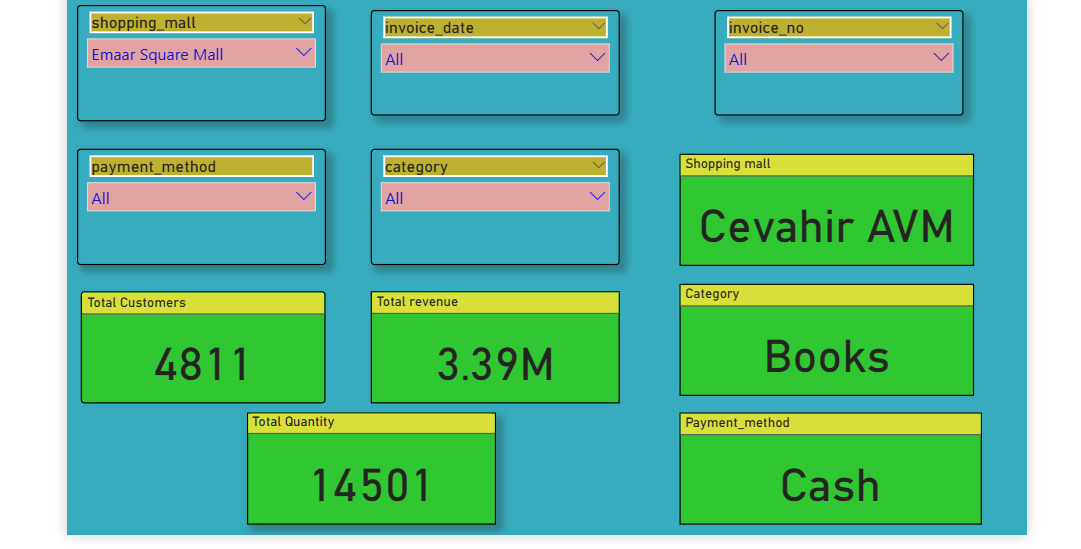 shopping_mall
Emaar Square Mall
invoice_date
All
invoice_no
All
payment_method
All
category
All
Shopping mall
Cevahir AVM
Total Customers
4811
Total revenue
3.39M
Category
Books
Total Quantity
14501
Payment_method
Cash